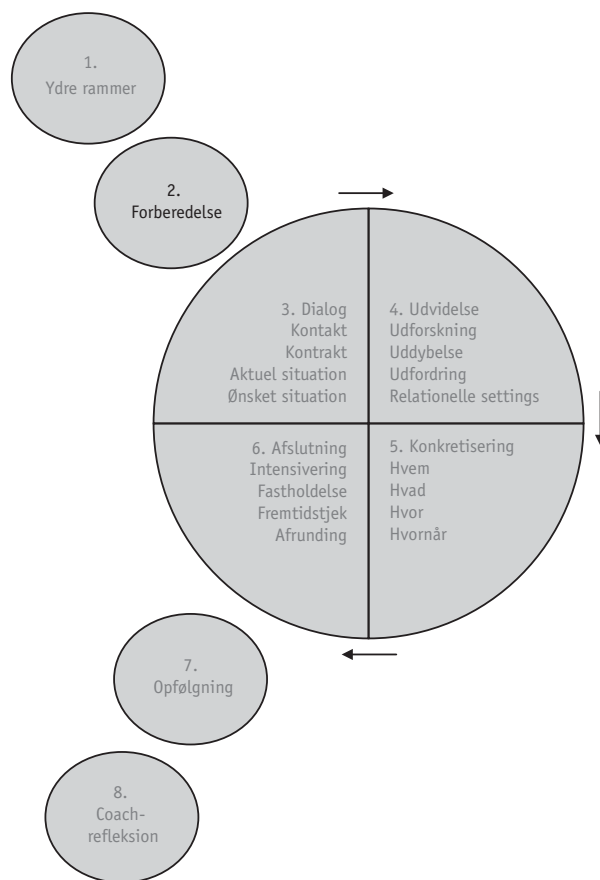 1.
Ydre rammer
2.
Forberedelse
3. Dialog
Kontakt
Kontrakt
Aktuel situation
Ønsket situation
4. Udvidelse
Udforskning
Uddybelse
Udfordring
Relationelle settings
5. Konkretisering
Hvem
Hvad
Hvor
Hvornår
6. Afslutning
Intensivering
Fastholdelse
Fremtidstjek
Afrunding
7.
Opfølgning
8.
Coach-
refleksion